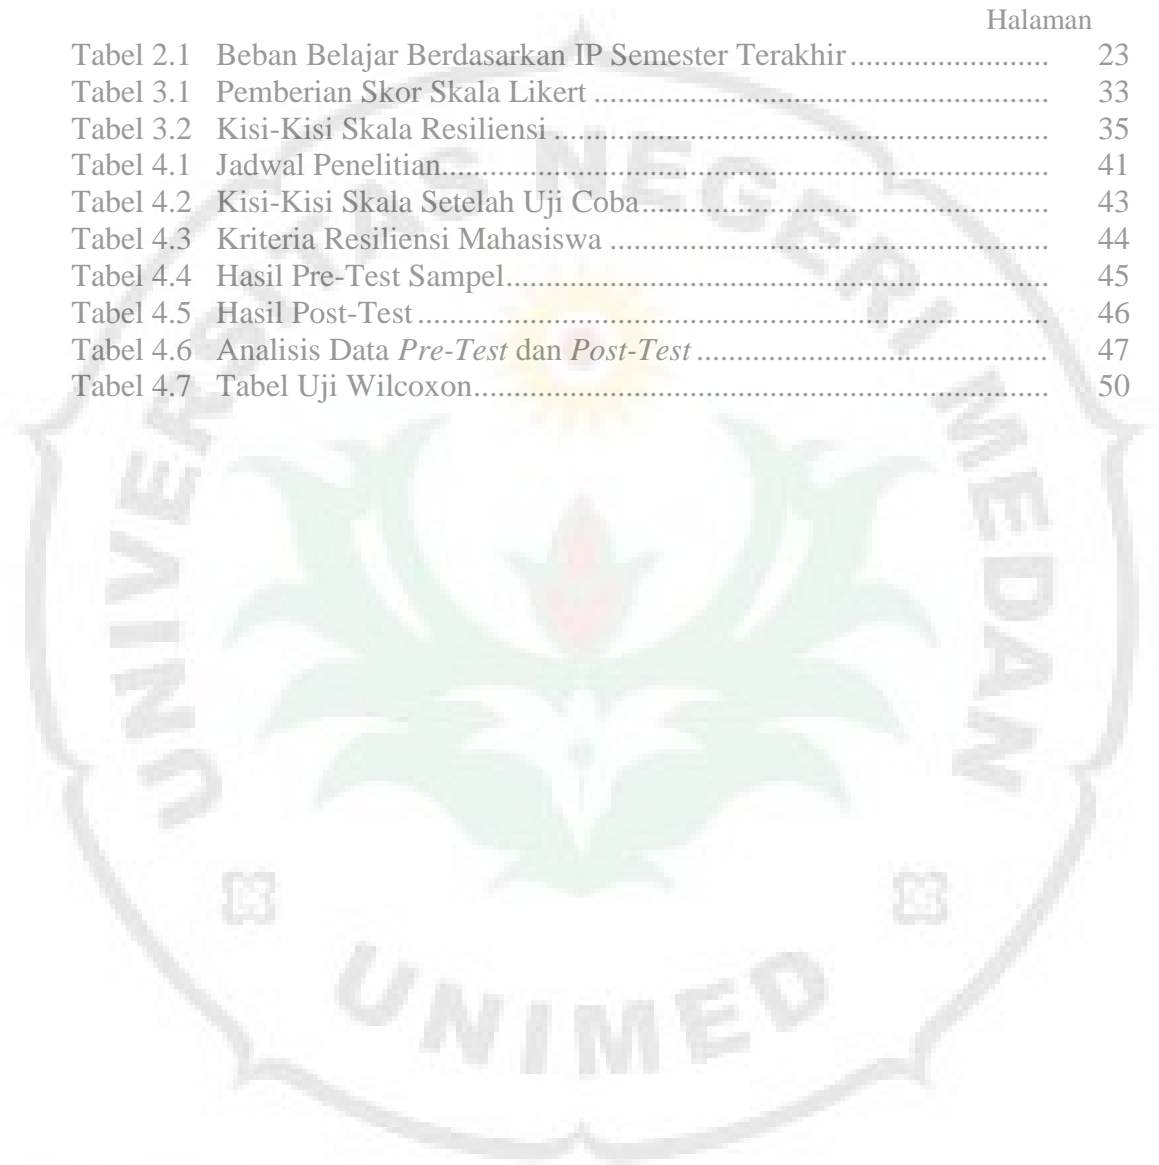 Halaman
Tabel 2.1 Beban Belajar Berdasarkan IP Semester Terakhir ......................... 23
Tabel 3.1 Pemberian Skor Skala Likert ......................................................... 33
Tabel 3.2 Kisi-Kisi Skala Resiliensi .............................................................. 35
Tabel 4.1 Jadwal Penelitian............................................................................ 41
Tabel 4.2 Kisi-Kisi Skala Setelah Uji Coba................................................... 43
Tabel 4.3 Kriteria Resiliensi Mahasiswa ....................................................... 44
Tabel 4.4 Hasil Pre-Test Sampel.................................................................... 45
Tabel 4.5 Hasil Post-Test ............................................................................... 46
Tabel 4.6 Analisis Data Pre-Test dan Post-Test ............................................ 47
Tabel 4.7 Tabel Uji Wilcoxon........................................................................ 50
UNIVERSITAS NEGERI MEDAN
UNIMED